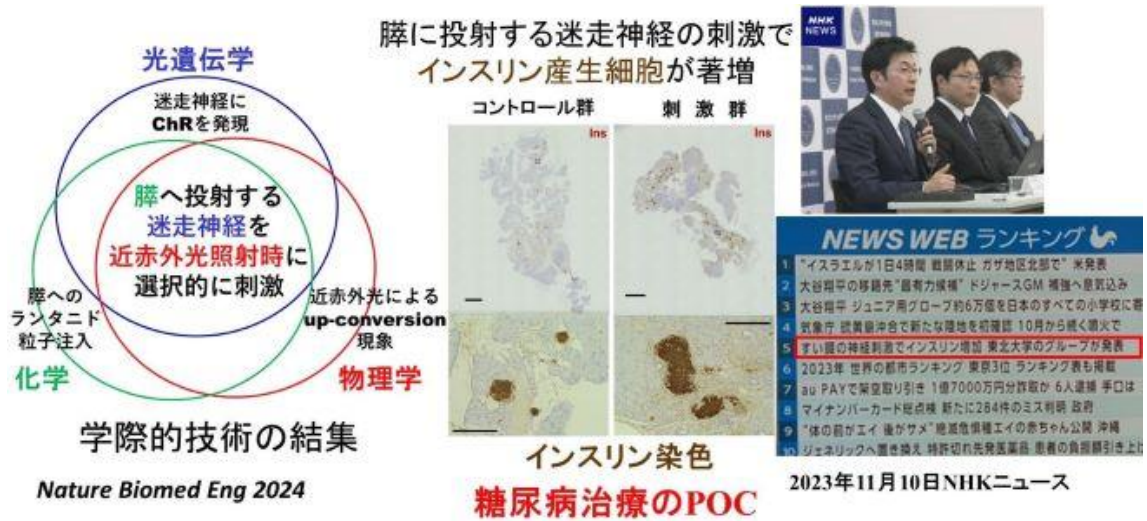 光遺伝学
迷走神経に
ChRを発現
膵へ投射する
迷走神経を
近赤外光照射時に
選択的に刺激
膵への
ランタニド
粒子注入
化学
近赤外光による
up-conversion
現象
物理学
学際的技術の結集
Nature Biomed Eng 2024
膵に投射する迷走神経の刺激で
インスリン産生細胞が著増
コントロール群
刺激群
Ins
Ins
インスリン染色
糖尿病治療のPOC
NHK
NEWS
NEWS WEB ランキング
1 "イスラエルが1日4時間 戦闘休止 ガザ地区北部で" 米発表
2 大谷翔平の移籍先"最有力候補" ドジャースGM 補強へ意気込み
3 大谷翔平 ジュニア用グローブ約6万個を日本のすべての小学校に寄
4 気象庁 硫黄島沖合で新たな陸地を初確認 10月から続く噴火で
5 すい臓の神経刺激でインスリン増加 東北大学のグループが発表
6 2023年 世界の都市ランキング 東京3位 ランキング表も掲載
7 au PAYで架空取り引き 1億7000万円分詐取か 6人逮捕 手口は
8 マイナンバーカード総点検 新たに284件のミス判明 政府
9 "体の前がエイ 後がサメ" 絶滅危惧種エイの赤ちゃん公開 沖縄
10 ジェネリックへ置き換え 特許切れ先発医薬品 患者の負担額引き上げ
2023年11月10日NHKニュース